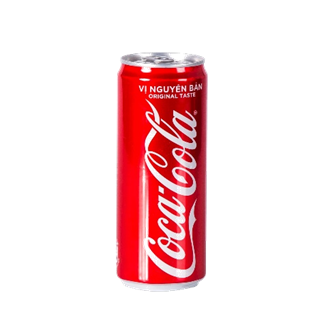 VỊ NGUYÊN BẢN
ORIGINAL TASTE
Coca-Cola